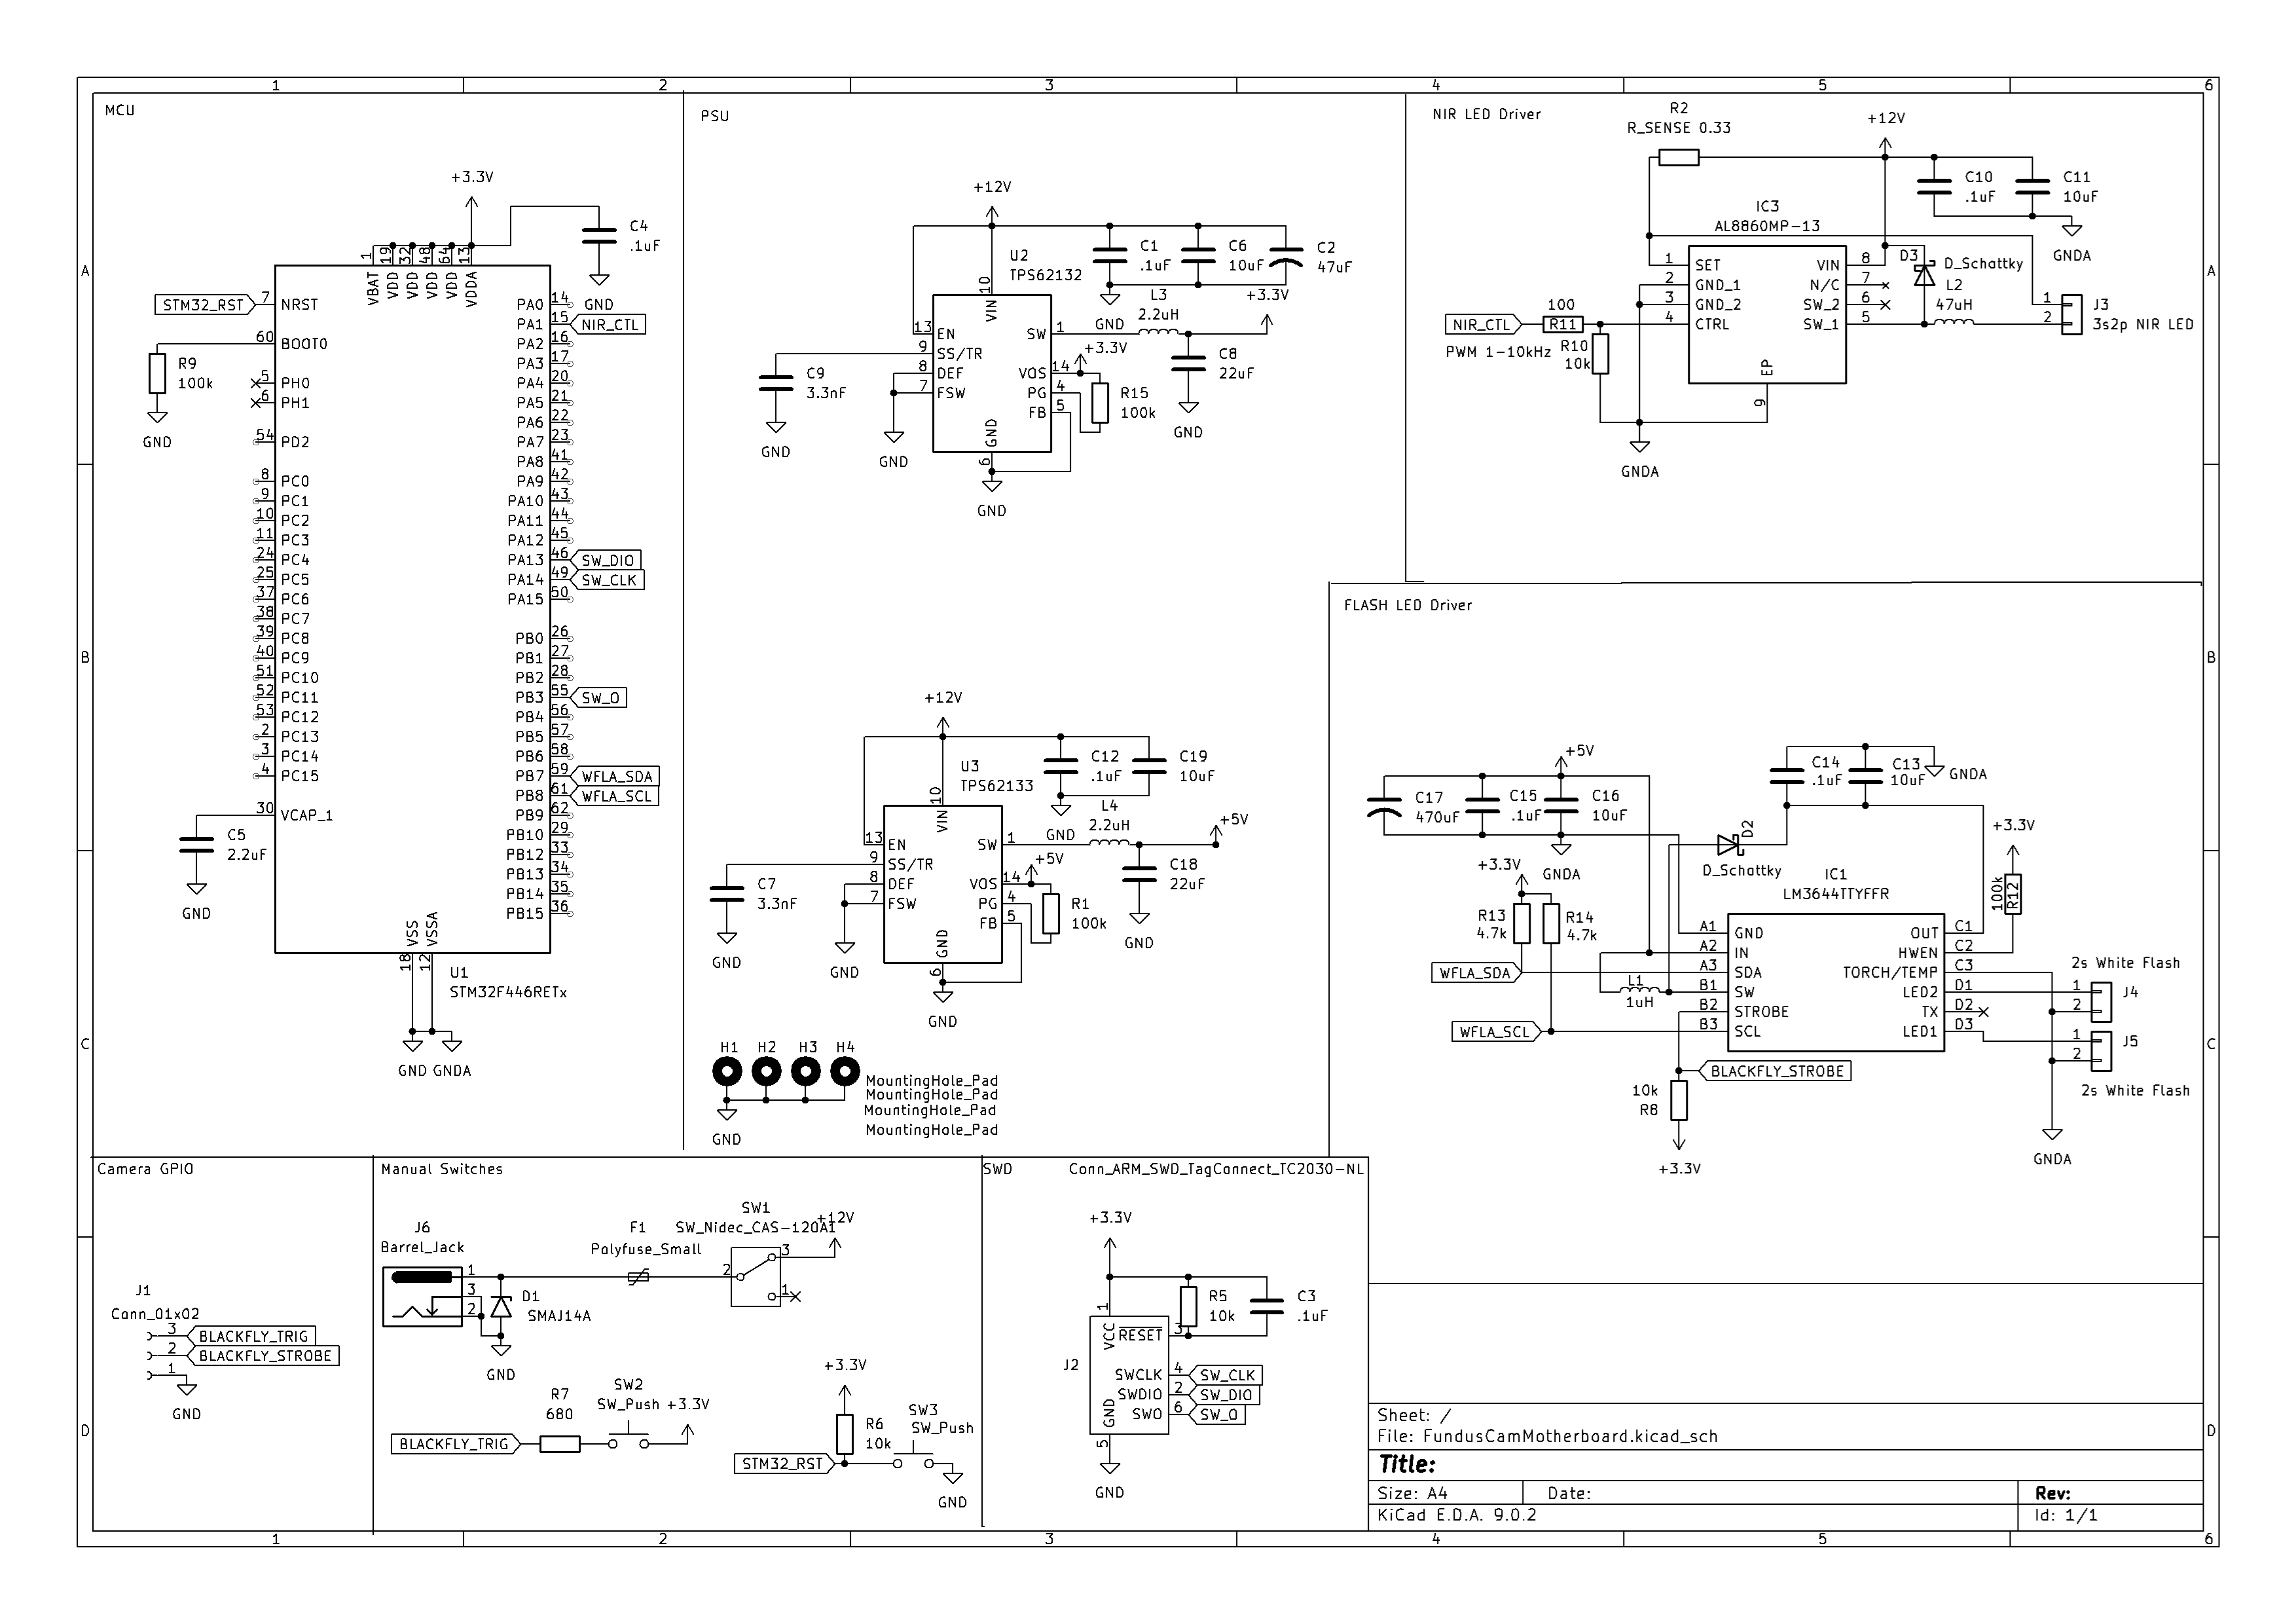 1 2 3 4 5 6
A
B
C
D
MCU
+3.3V
C4
.1uF
GND
1 19 32 48 64 13
VBAT VDD VDD VDD VDD VDDA
STM32_RST 7 NRST
60 BOOT0
R9
100k
GND
5 PH0
6 PH1
54 PD2
8 PC0
9 PC1
10 PC2
11 PC3
24 PC4
25 PC5
37 PC6
38 PC7
39 PC8
40 PC9
51 PC10
52 PC11
53 PC12
2 PC13
3 PC14
4 PC15
30 VCAP_1
C5
2.2uF
GND
PA0 14
PA1 15 NIR_CTL
PA2 16
PA3 17
PA4 20
PA5 21
PA6 22
PA7 23
PA8 41
PA9 42
PA10 43
PA11 44
PA12 45
PA13 46 SW_DIO
PA14 49 SW_CLK
PA15 50
PB0 26
PB1 27
PB2 28
PB3 55 SW_O
PB4 56
PB5 57
PB6 58
PB7 59 WFLA_SDA
PB8 61 WFLA_SCL
PB9 62
PB10 29
PB12 33
PB13 34
PB14 35
PB15 36
VSS VSSA
18 12
U1
STM32F446RETx
GND GNDA
PSU
+12V
U2
TPS62132
C1
.1uF
C6
10uF
C2
47uF
GND
L3
2.2uH
+3.3V
10 VIN
13 EN
9 SS/TR
8 DEF
7 FSW
SW 1
VOS 14
PG 4
FB 5
GND 6
+3.3V
R15
100k
C8
22uF
GND
C9
3.3nF
GND
GND
GND
+12V
U3
TPS62133
C12
.1uF
C19
10uF
GND
L4
2.2uH
+5V
10 VIN
13 EN
9 SS/TR
8 DEF
7 FSW
SW 1
VOS 14
PG 4
FB 5
GND 6
+5V
R1
100k
C18
22uF
GND
C7
3.3nF
GND
GND
GND
H1 H2 H3 H4
MountingHole_Pad
MountingHole_Pad
MountingHole_Pad
MountingHole_Pad
GND
NIR LED Driver
R2
R_SENSE 0.33
+12V
C10
.1uF
C11
10uF
GNDA
IC3
AL8860MP-13
1 SET
2 GND_1
3 GND_2
4 CTRL
VIN 8
N/C 7
SW_2 6
SW_1 5
EP 9
D3
D_Schottky
L2
47uH
1
2
J3
3s2p NIR LED
NIR_CTL
100
R11
PWM 1-10kHz
R10
10k
GNDA
FLASH LED Driver
+5V
C17
470uF
C15
.1uF
C16
10uF
GNDA
C14
.1uF
C13
10uF
GNDA
D2
D_Schottky
+3.3V
R13
4.7k
R14
4.7k
+3.3V
100k
R12
IC1
LM3644TTYFFR
A1 GND
A2 IN
A3 SDA
B1 SW
B2 STROBE
B3 SCL
OUT C1
HWEN C2
TORCH/TEMP C3
LED2 D1
TX D2
LED1 D3
WFLA_SDA
L1
1uH
WFLA_SCL
BLACKFLY_STROBE
10k
R8
+3.3V
2s White Flash
1
2
J4
1
2
J5
2s White Flash
GNDA
Camera GPIO
J1
Conn_01x02
3 BLACKFLY_TRIG
2 BLACKFLY_STROBE
1
GND
Manual Switches
J6
Barrel_Jack
1
3
2
D1
SMAJ14A
GND
F1
Polyfuse_Small
SW1
SW_Nidec_CAS-120A1
+12V
2
3
1
BLACKFLY_TRIG
R7
680
SW2
SW_Push
+3.3V
+3.3V
R6
10k
STM32_RST
SW3
SW_Push
GND
SWD
Conn_ARM_SWD_TagConnect_TC2030-NL
+3.3V
R5
10k
C3
.1uF
J2
1 VCC
RESET 3
SWCLK 4 SW_CLK
SWDIO 2 SW_DIO
SWO 6 SW_O
GND 5
GND
Sheet: /
File: FundusCamMotherboard.kicad_sch
Title:
Size: A4 Date: Rev:
KiCad E.D.A. 9.0.2 Id: 1/1
A
B
C
D
1 2 3 4 5 6